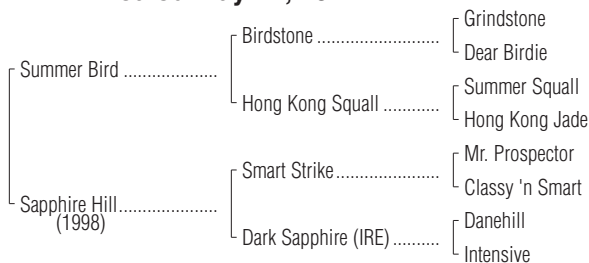 Grindstone
Birdstone ..........................
Dear Birdie
Summer Bird ....................
Summer Squall
Hong Kong Squall ............
Hong Kong Jade
Mr. Prospector
Smart Strike......................
Classy 'n Smart
Sapphire Hill.....................
(1998)
Danehill
Dark Sapphire (IRE) ..........
Intensive